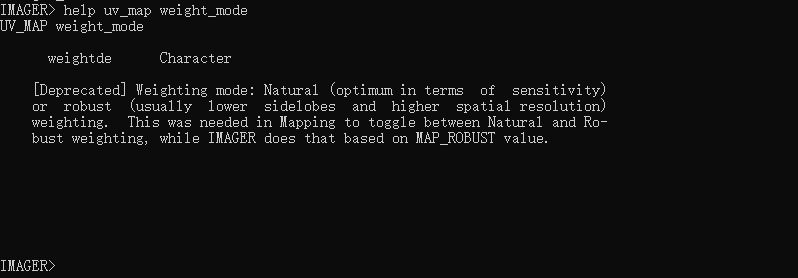 IMAGER> help uv_map weight_mode
UV_MAP weight_mode
weightde Character
[Deprecated] Weighting mode: Natural (optimum in terms of sensitivity)
or robust (usually lower sidelobes and higher spatial resolution)
weighting. This was needed in Mapping to toggle between Natural and Ro-
bust weighting, while IMAGER does that based on MAP_ROBUST value.
IMAGER>